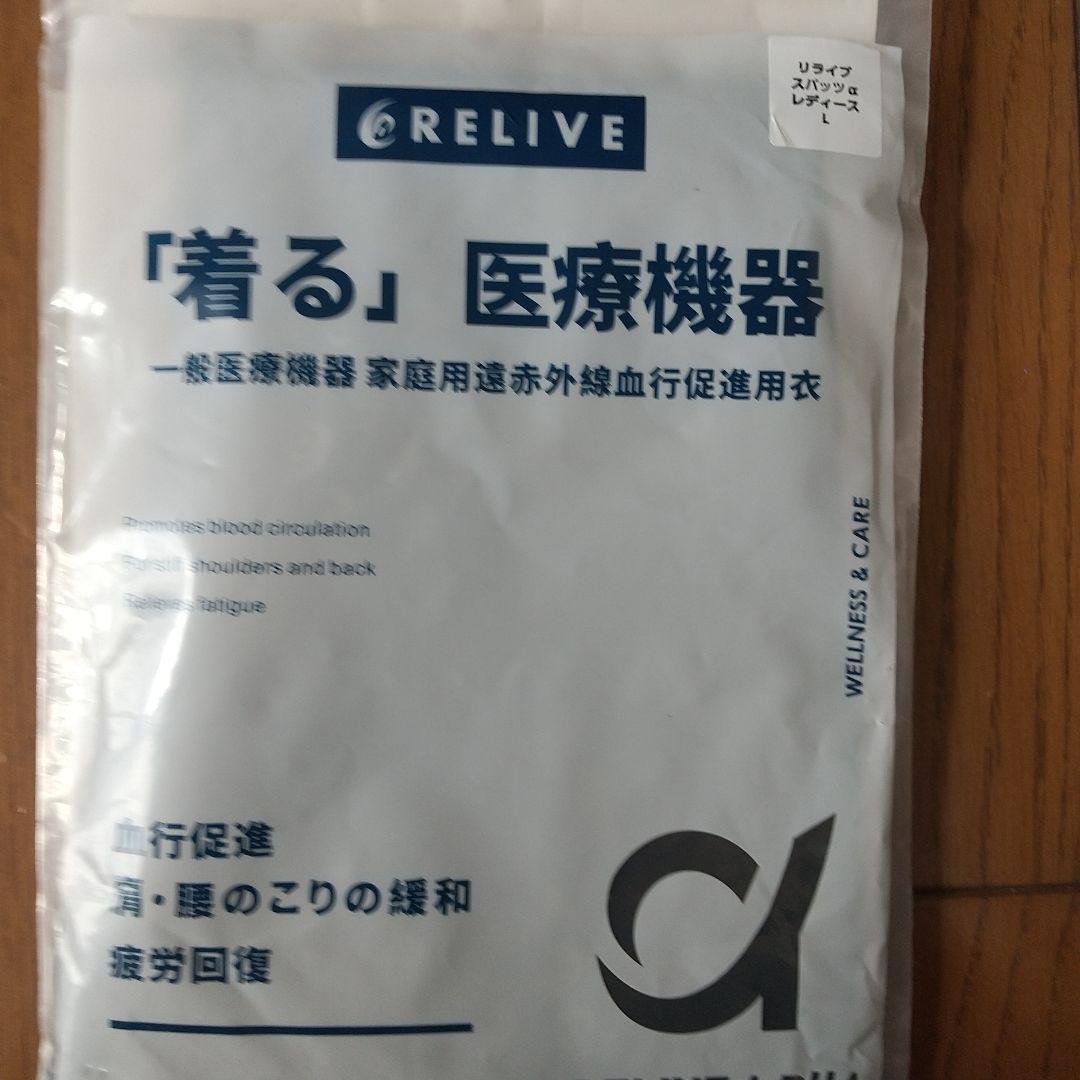 RELIVE
リライブ
スパッツα
レディース
L
「着る」医療機器
一般医療機器 家庭用遠赤外線血行促進用衣
Promotes blood circulation
For stiff shoulders and back
Relieves fatigue
WELLNESS & CARE
血行促進
肩・腰のこりの緩和
疲労回復
α